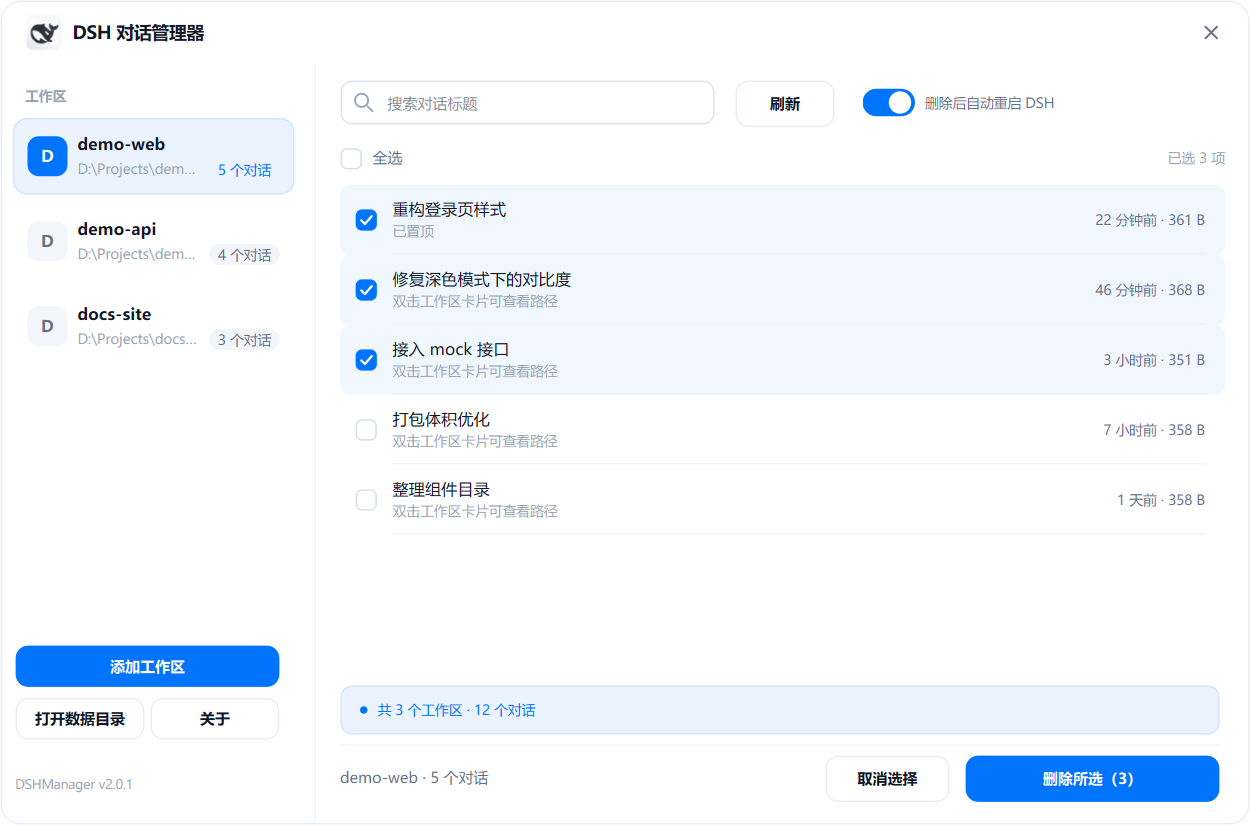 DSH 对话管理器
工作区
D
demo-web
D:\Projects\dem...
5 个对话
D
demo-api
D:\Projects\dem...
4 个对话
D
docs-site
D:\Projects\docs...
3 个对话
添加工作区
打开数据目录
关于
DSHManager v2.0.1
搜索对话标题
刷新
删除后自动重启 DSH
全选
已选 3 项
重构登录页样式
已置顶
22 分钟前 · 361 B
修复深色模式下的对比度
双击工作区卡片可查看路径
46 分钟前 · 368 B
接入 mock 接口
双击工作区卡片可查看路径
3 小时前 · 351 B
打包体积优化
双击工作区卡片可查看路径
7 小时前 · 358 B
整理组件目录
双击工作区卡片可查看路径
1 天前 · 358 B
共 3 个工作区 · 12 个对话
demo-web · 5 个对话
取消选择
删除所选（3）